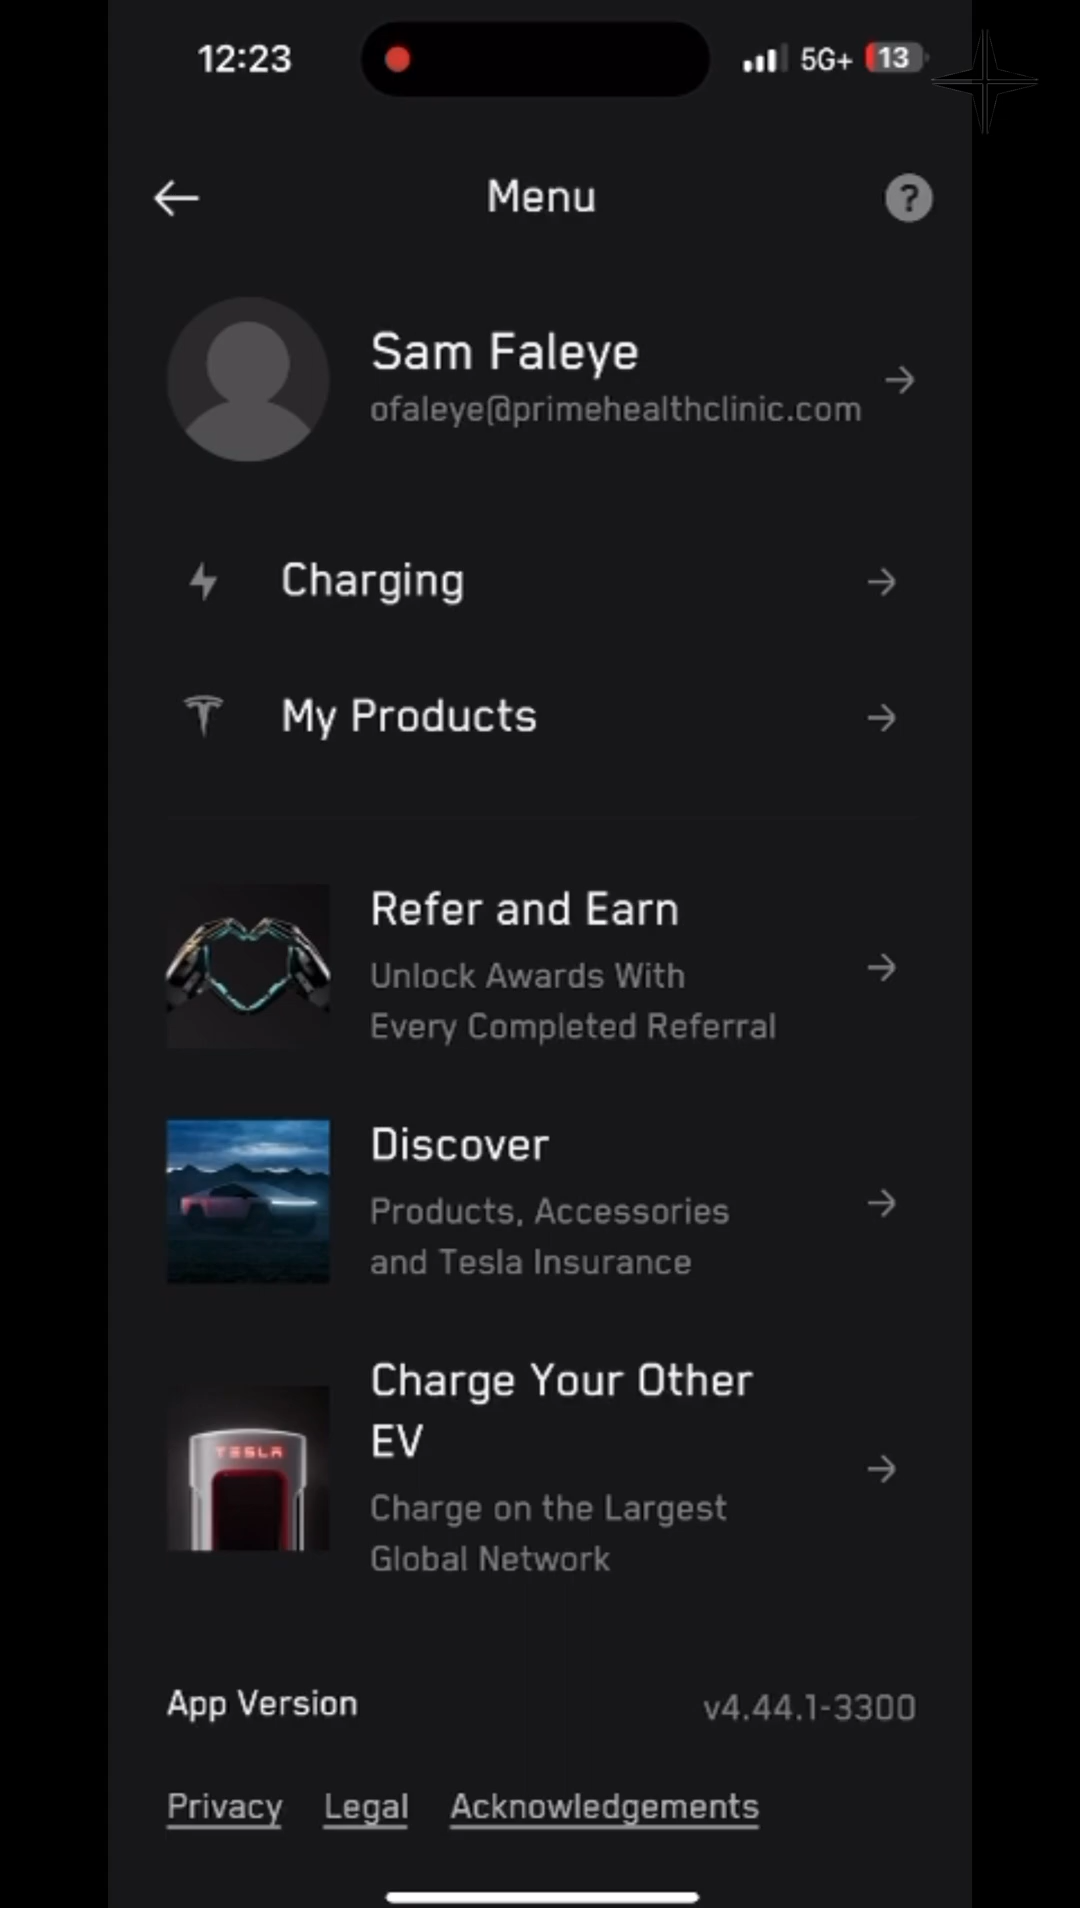 12:23
5G+ 13
Menu
?
Sam Faleye
ofaleye@primehealthclinic.com
Charging
My Products
Refer and Earn
Unlock Awards With
Every Completed Referral
Discover
Products, Accessories
and Tesla Insurance
Charge Your Other
EV
TESLA
Charge on the Largest
Global Network
App Version
v4.44.1-3300
Privacy Legal Acknowledgements